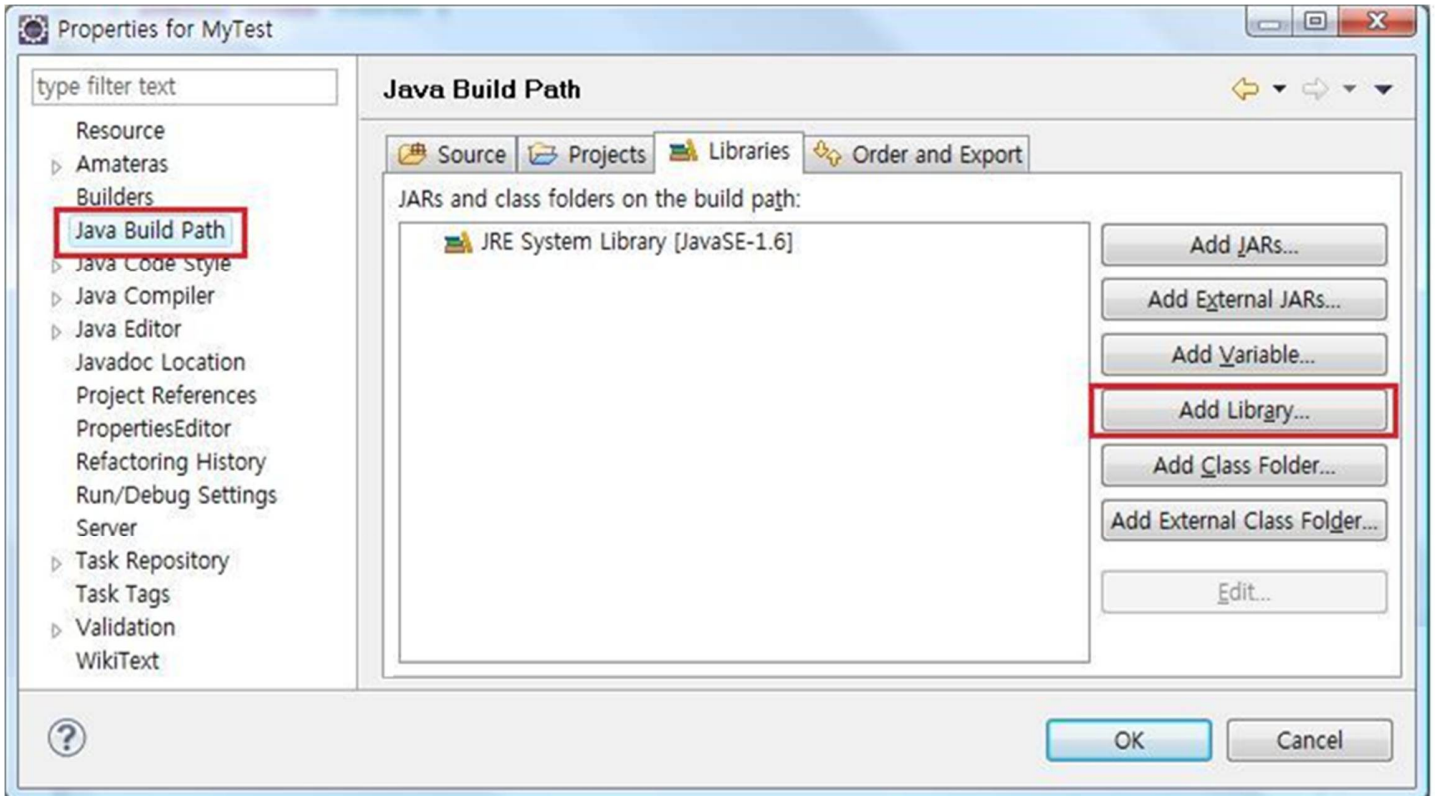 Properties for MyTest
type filter text
Resource
Amateras
Builders
Java Build Path
Java Code Style
Java Compiler
Java Editor
Javadoc Location
Project References
PropertiesEditor
Refactoring History
Run/Debug Settings
Server
Task Repository
Task Tags
Validation
WikiText
Java Build Path
Source Projects Libraries Order and Export
JARs and class folders on the build path:
JRE System Library [JavaSE-1.6]
Add JARs...
Add External JARs...
Add Variable...
Add Library...
Add Class Folder...
Add External Class Folder...
Edit...
OK Cancel